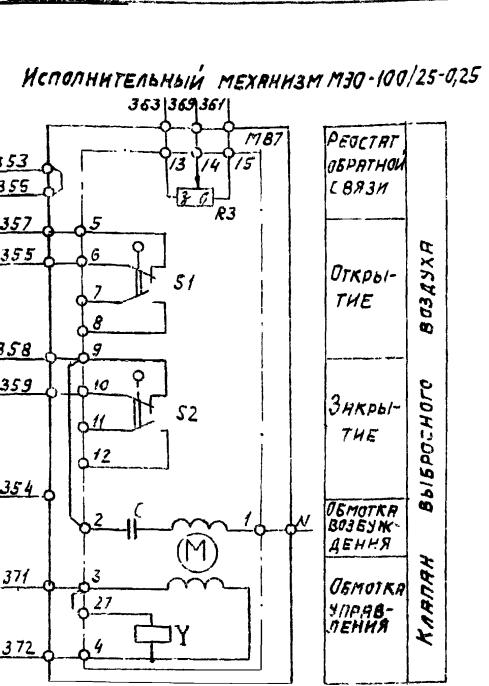 Исполнительный механизм МЭО-100/25-0,25
363 369 361
М87
13 14 15
З О
R3
353
357 5
355 6
7
8
S1
358 9
359 10
11
12
S2
354
2 C 1 N
M
371 3
27
Y
372 4
Реостат
обратной
связи
Откры-
тие
Закры-
тие
Обмотка
возбуж-
дения
Обмотка
управ-
ления
Клапан выбросного воздуха